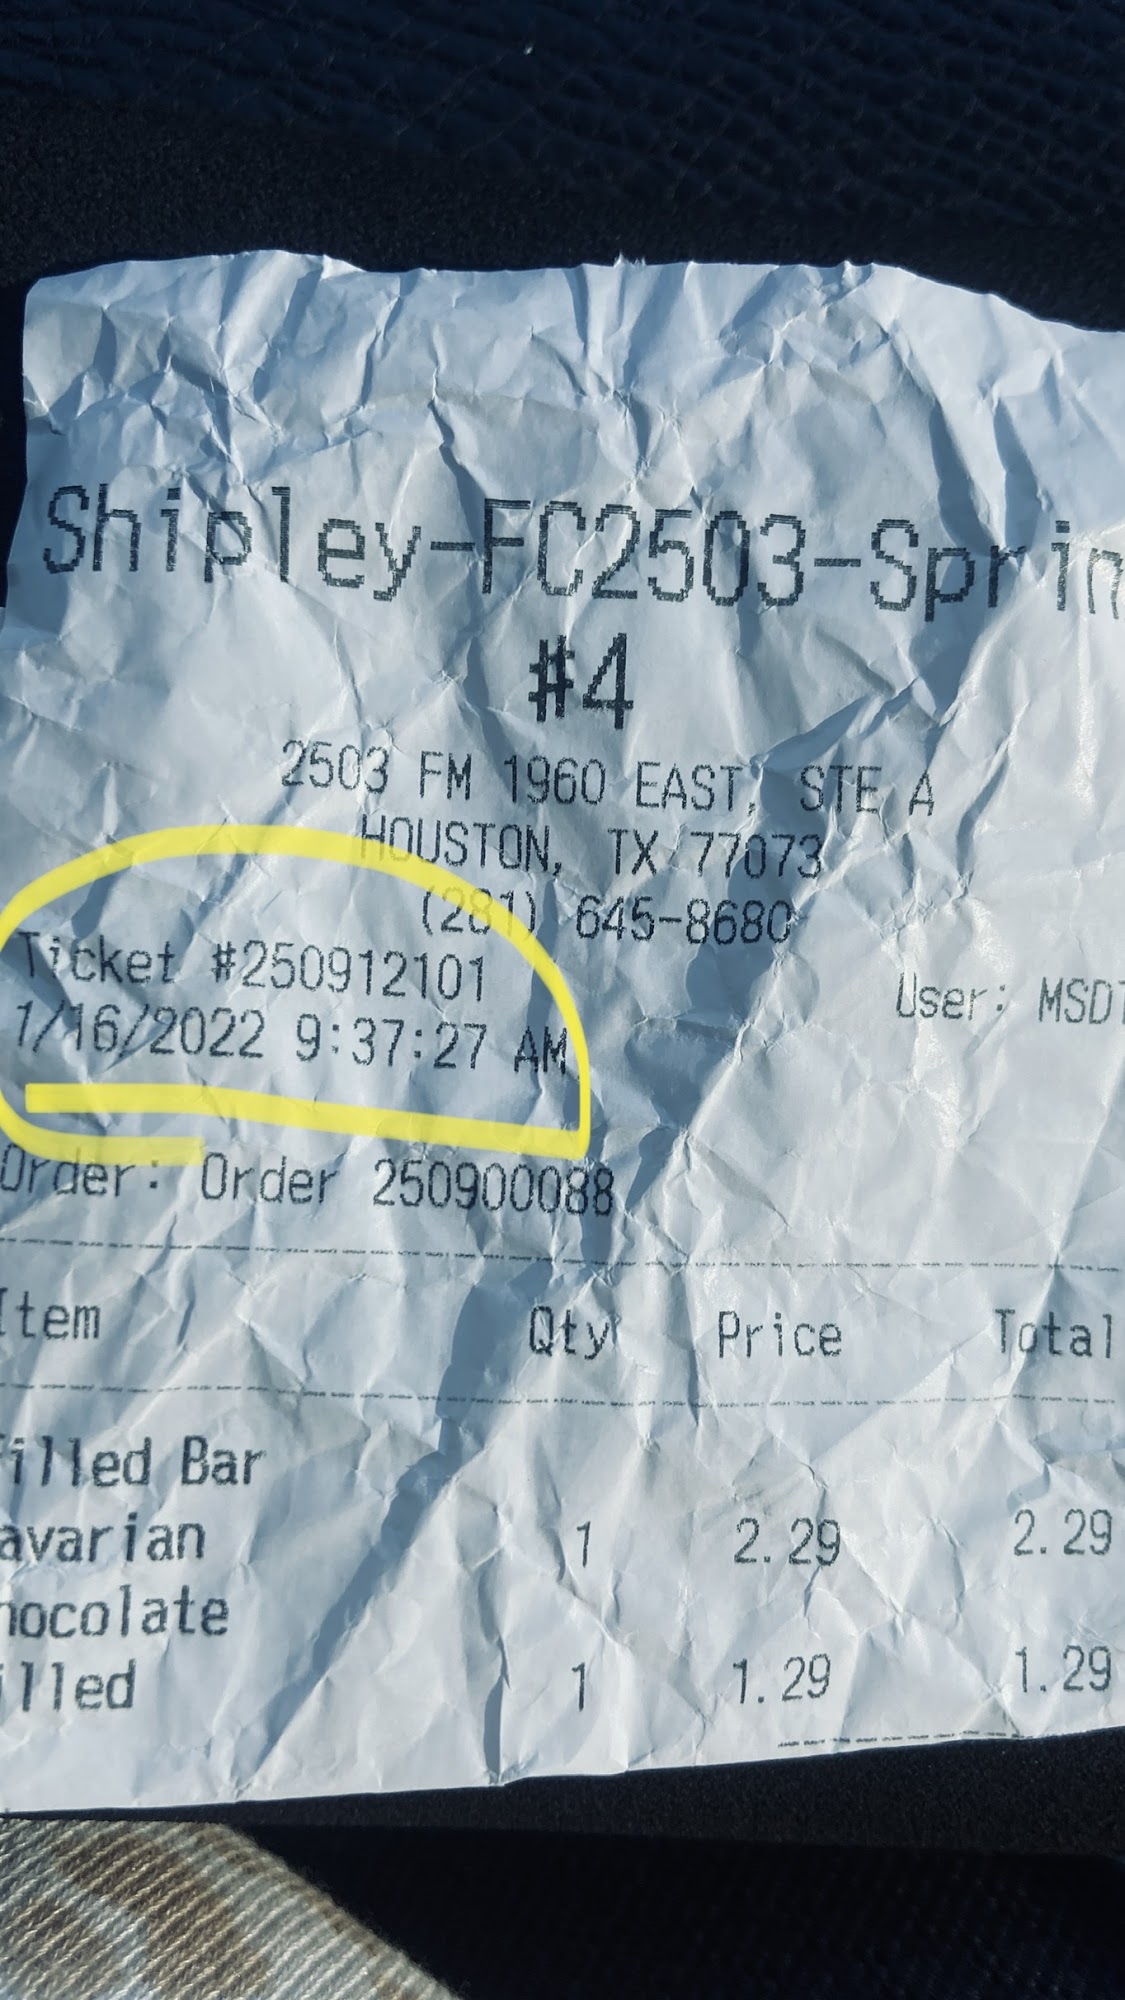 Shipley-FC2503-Sprin
#4
2503 FM 1960 EAST, STE A
HOUSTON, TX 77073
(281) 645-8680
Ticket #250912101
User: MSDT
1/16/2022 9:37:27 AM
Order: Order 250900088
Item Qty Price Total
Filled Bar
avarian 1 2.29 2.29
hocolate
illed 1 1.29 1.29